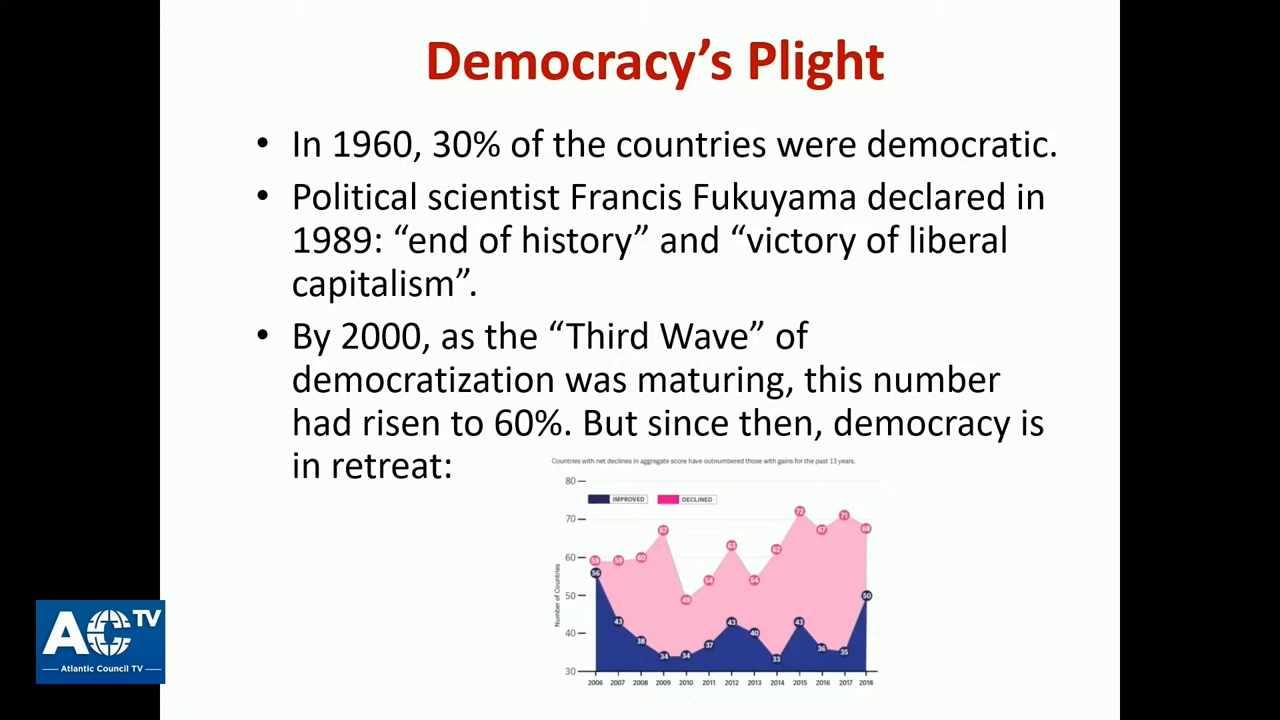 Democracy’s Plight
• In 1960, 30% of the countries were democratic.
• Political scientist Francis Fukuyama declared in
1989: “end of history” and “victory of liberal
capitalism”.
• By 2000, as the “Third Wave” of
democratization was maturing, this number
had risen to 60%. But since then, democracy is
in retreat:
Countries with net declines in aggregate score have outnumbered those with gains for the past 13 years.
80
IMPROVED DECLINED
70
60
50
40
30
Number of Countries
59 59 60 67 49 54 63 54 62 72 67 71 68
56 43 38 34 34 37 43 40 33 43 36 35 50
2006 2007 2008 2009 2010 2011 2012 2013 2014 2015 2016 2017 2018
AC TV
Atlantic Council TV